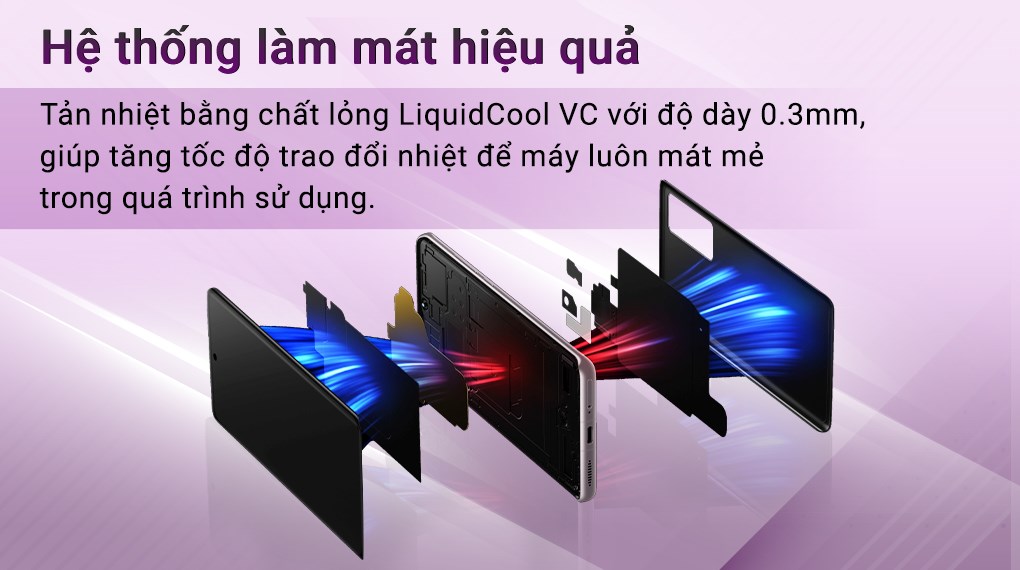 Hệ thống làm mát hiệu quả
Tản nhiệt bằng chất lỏng LiquidCool VC với độ dày 0.3mm,
giúp tăng tốc độ trao đổi nhiệt để máy luôn mát mẻ
trong quá trình sử dụng.